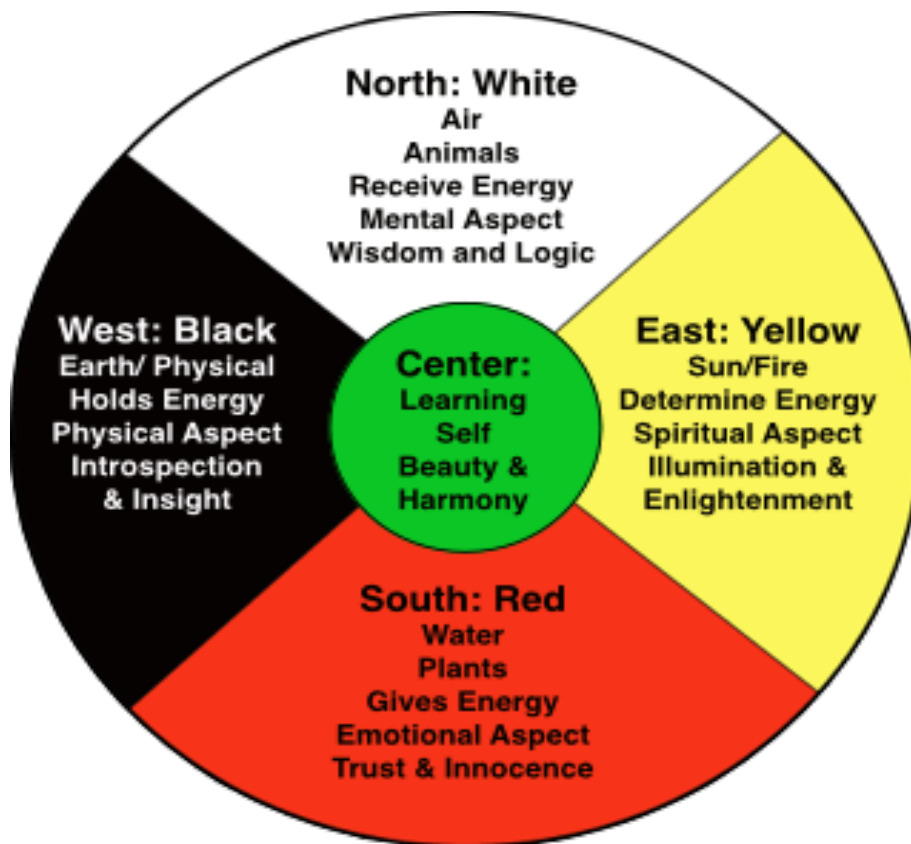 North: White
Air
Animals
Receive Energy
Mental Aspect
Wisdom and Logic
West: Black
Earth/ Physical
Holds Energy
Physical Aspect
Introspection
& Insight
Center:
Learning
Self
Beauty &
Harmony
East: Yellow
Sun/Fire
Determine Energy
Spiritual Aspect
Illumination &
Enlightenment
South: Red
Water
Plants
Gives Energy
Emotional Aspect
Trust & Innocence